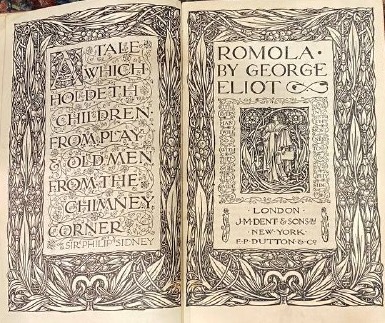 A TALE
WHICH
HOLDETH
CHILDREN
FROM PLAY
& OLD MEN
FROM THE
CHIMNEY
CORNER
SIR PHILIP SIDNEY
ROMOLA ·
BY GEORGE
ELIOT
· LONDON ·
J·M·DENT & SONS LTD
NEW·YORK
E·P·DUTTON & CO